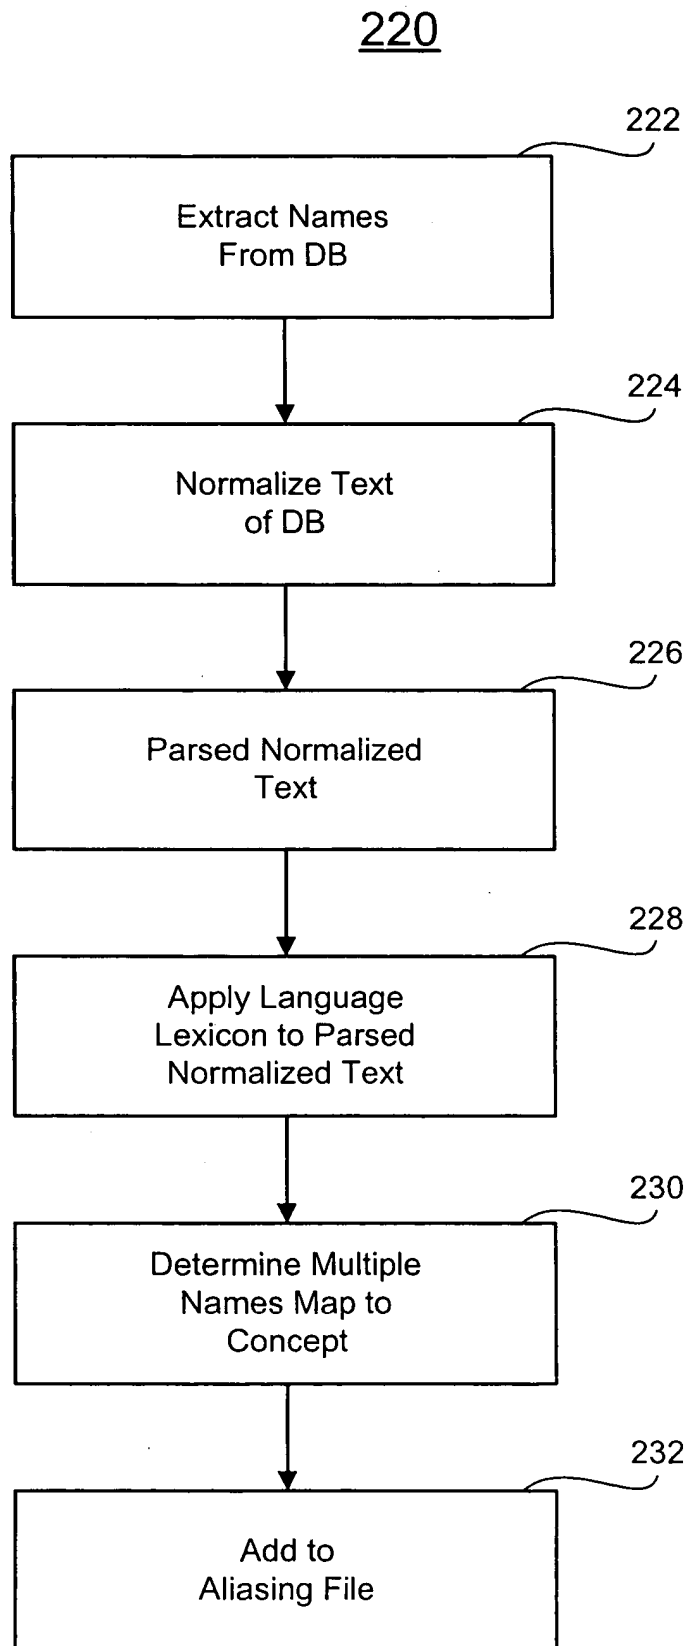 220
222
Extract Names
From DB
224
Normalize Text
of DB
226
Parsed Normalized
Text
228
Apply Language
Lexicon to Parsed
Normalized Text
230
Determine Multiple
Names Map to
Concept
232
Add to
Aliasing File